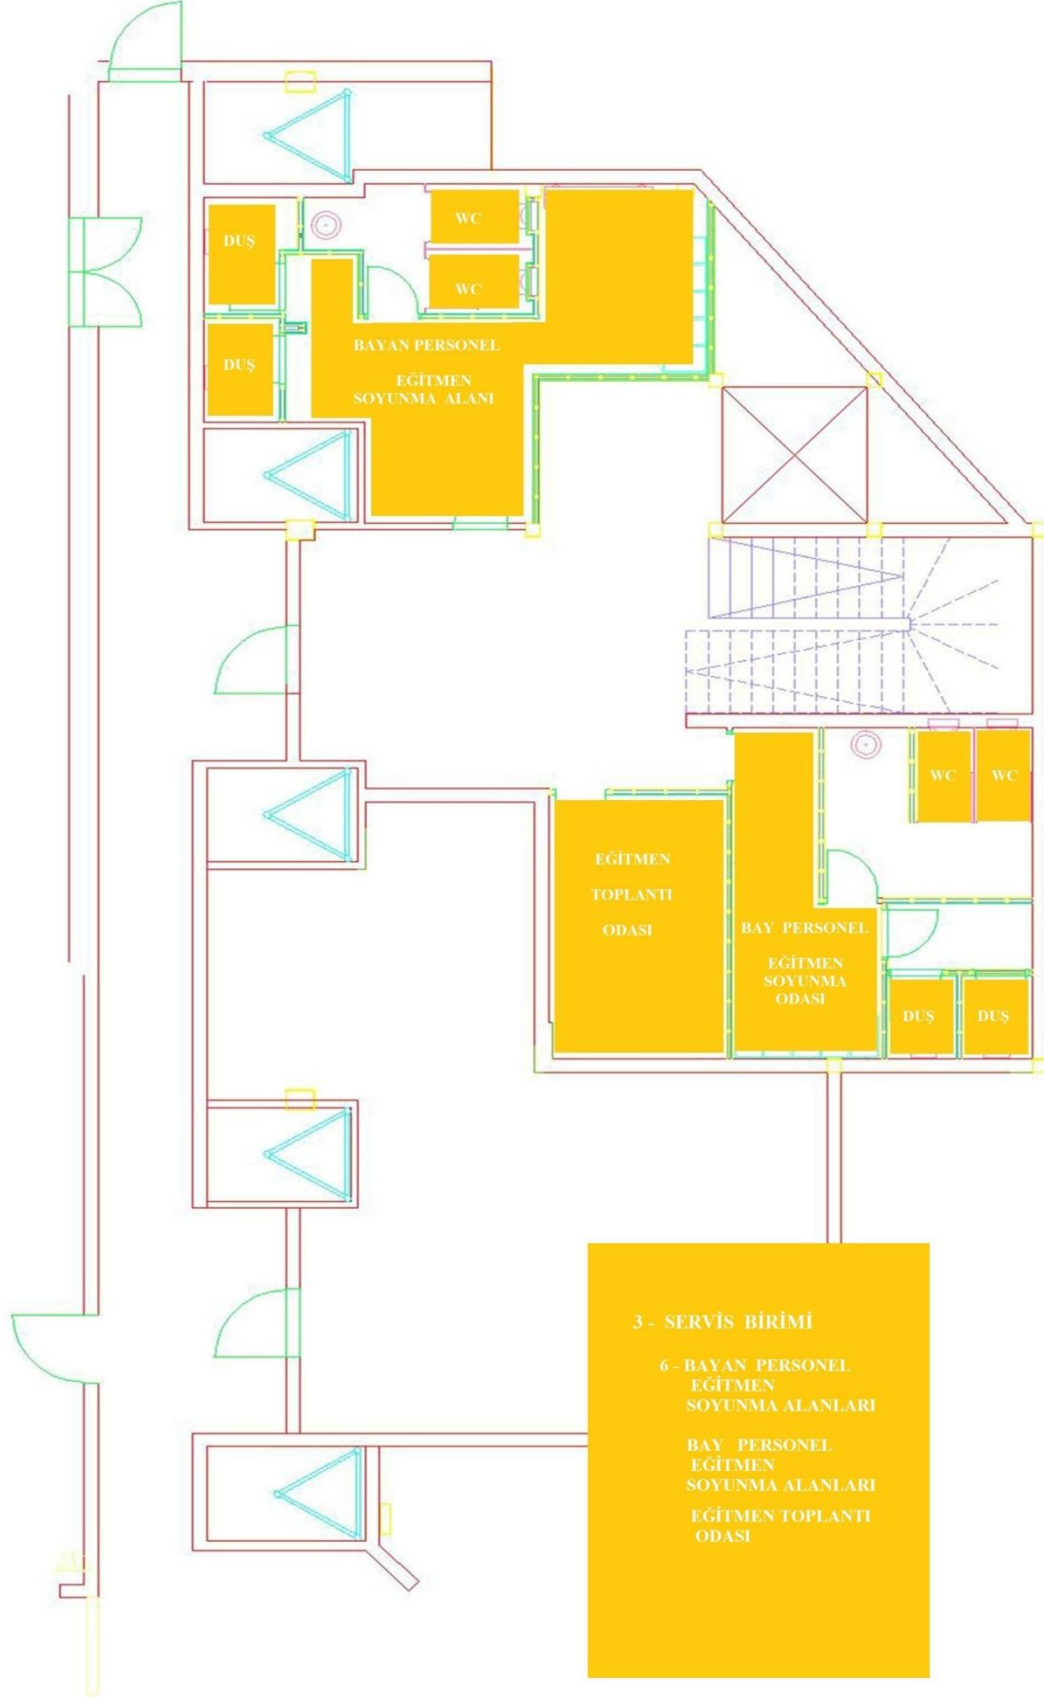 DUŞ
WC
WC
DUŞ
BAYAN PERSONEL
EĞİTMEN
SOYUNMA ALANI
WC
WC
EĞİTMEN
TOPLANTI
ODASI
BAY PERSONEL
EĞİTMEN
SOYUNMA
ODASI
DUŞ
DUŞ
3 - SERVİS BİRİMİ
6 - BAYAN PERSONEL
EĞİTMEN
SOYUNMA ALANLARI
BAY PERSONEL
EĞİTMEN
SOYUNMA ALANLARI
EĞİTMEN TOPLANTI
ODASI